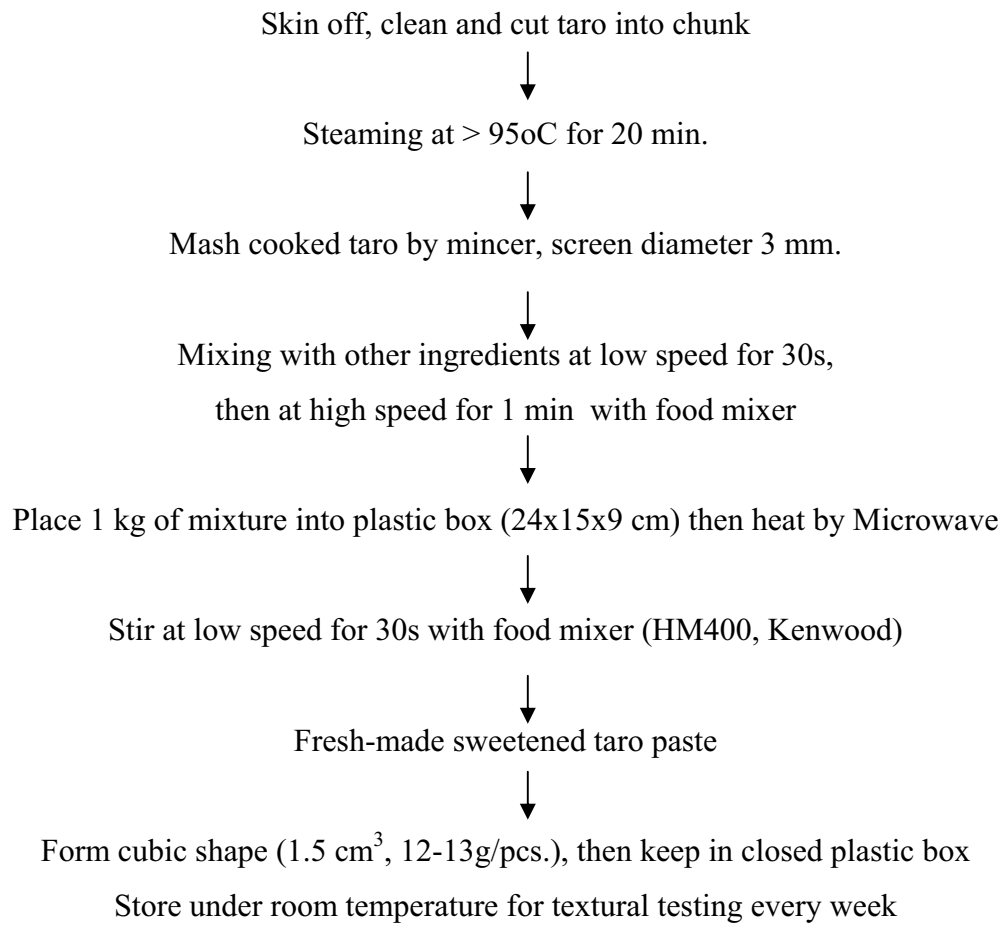 Skin off, clean and cut taro into chunk
Steaming at > 95oC for 20 min.
Mash cooked taro by mincer, screen diameter 3 mm.
Mixing with other ingredients at low speed for 30s,
then at high speed for 1 min with food mixer
Place 1 kg of mixture into plastic box (24x15x9 cm) then heat by Microwave
Stir at low speed for 30s with food mixer (HM400, Kenwood)
Fresh-made sweetened taro paste
Form cubic shape (1.5 cm³, 12-13g/pcs.), then keep in closed plastic box
Store under room temperature for textural testing every week